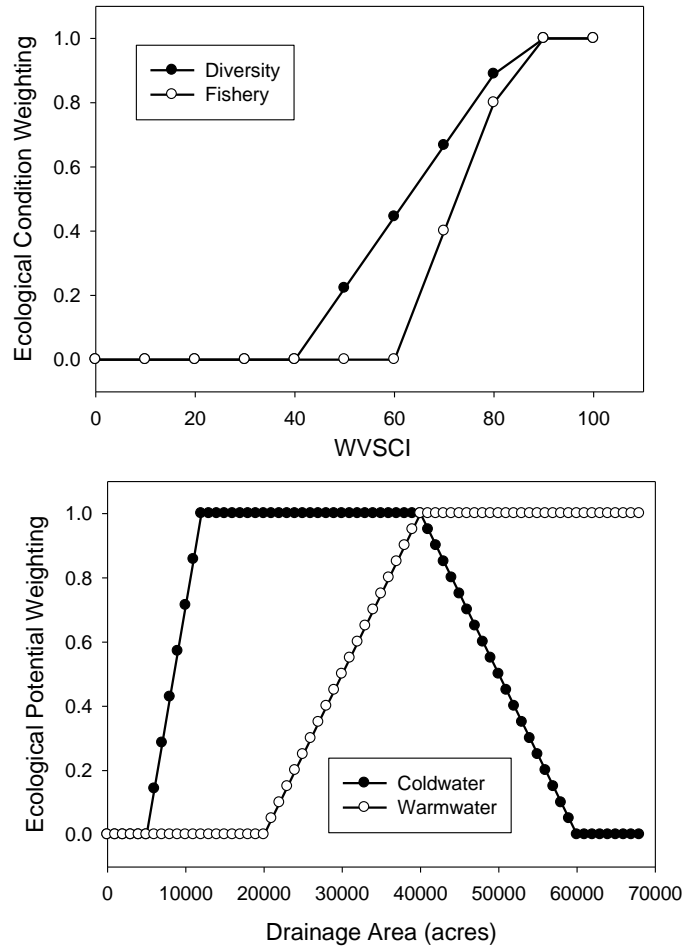 Ecological Condition Weighting
1.0
0.8
0.6
0.4
0.2
0.0
Diversity
Fishery
0 20 40 60 80 100
WVSCI
Ecological Potential Weighting
1.0
0.8
0.6
0.4
0.2
0.0
Coldwater
Warmwater
0 10000 20000 30000 40000 50000 60000 70000
Drainage Area (acres)